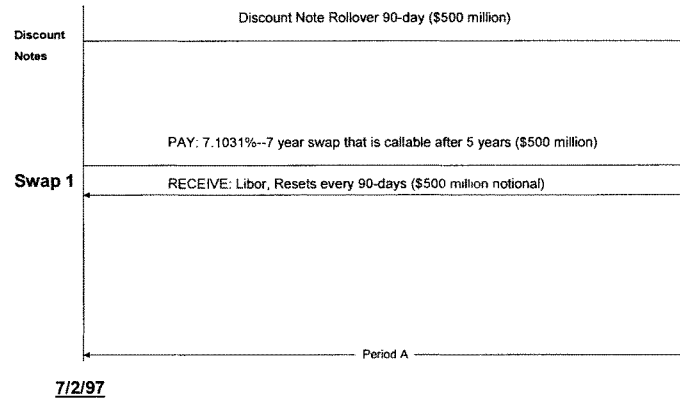 Discount Note Rollover 90-day ($500 million)
Discount
Notes
PAY: 7.1031%--7 year swap that is callable after 5 years ($500 million)
Swap 1
RECEIVE: Libor, Resets every 90-days ($500 million notional)
Period A
7/2/97